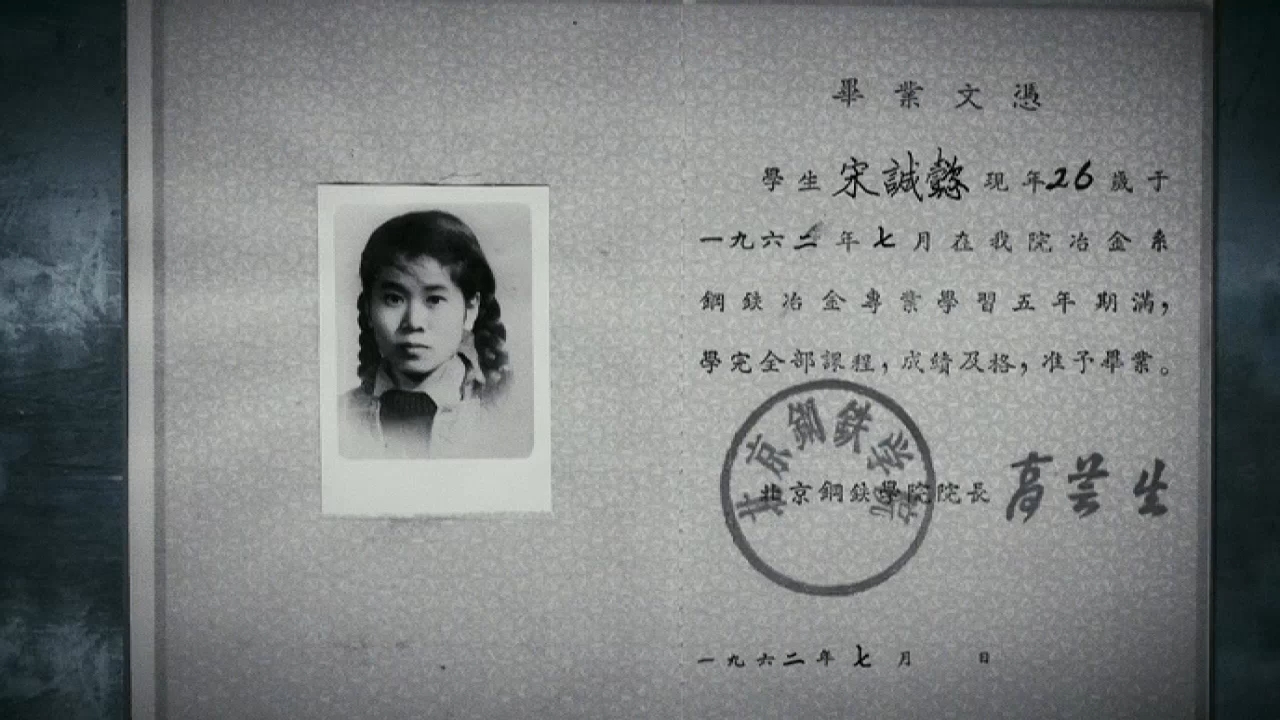 畢業文憑
學生宋誠懿現年26歲于
一九六二年七月在我院冶金系
鋼鉄冶金專業學習五年期滿,
學完全部課程,成績及格,准予畢業。
北京鋼鉄學院
北京鋼鉄學院院長 高芸生
一九六二年七月 日